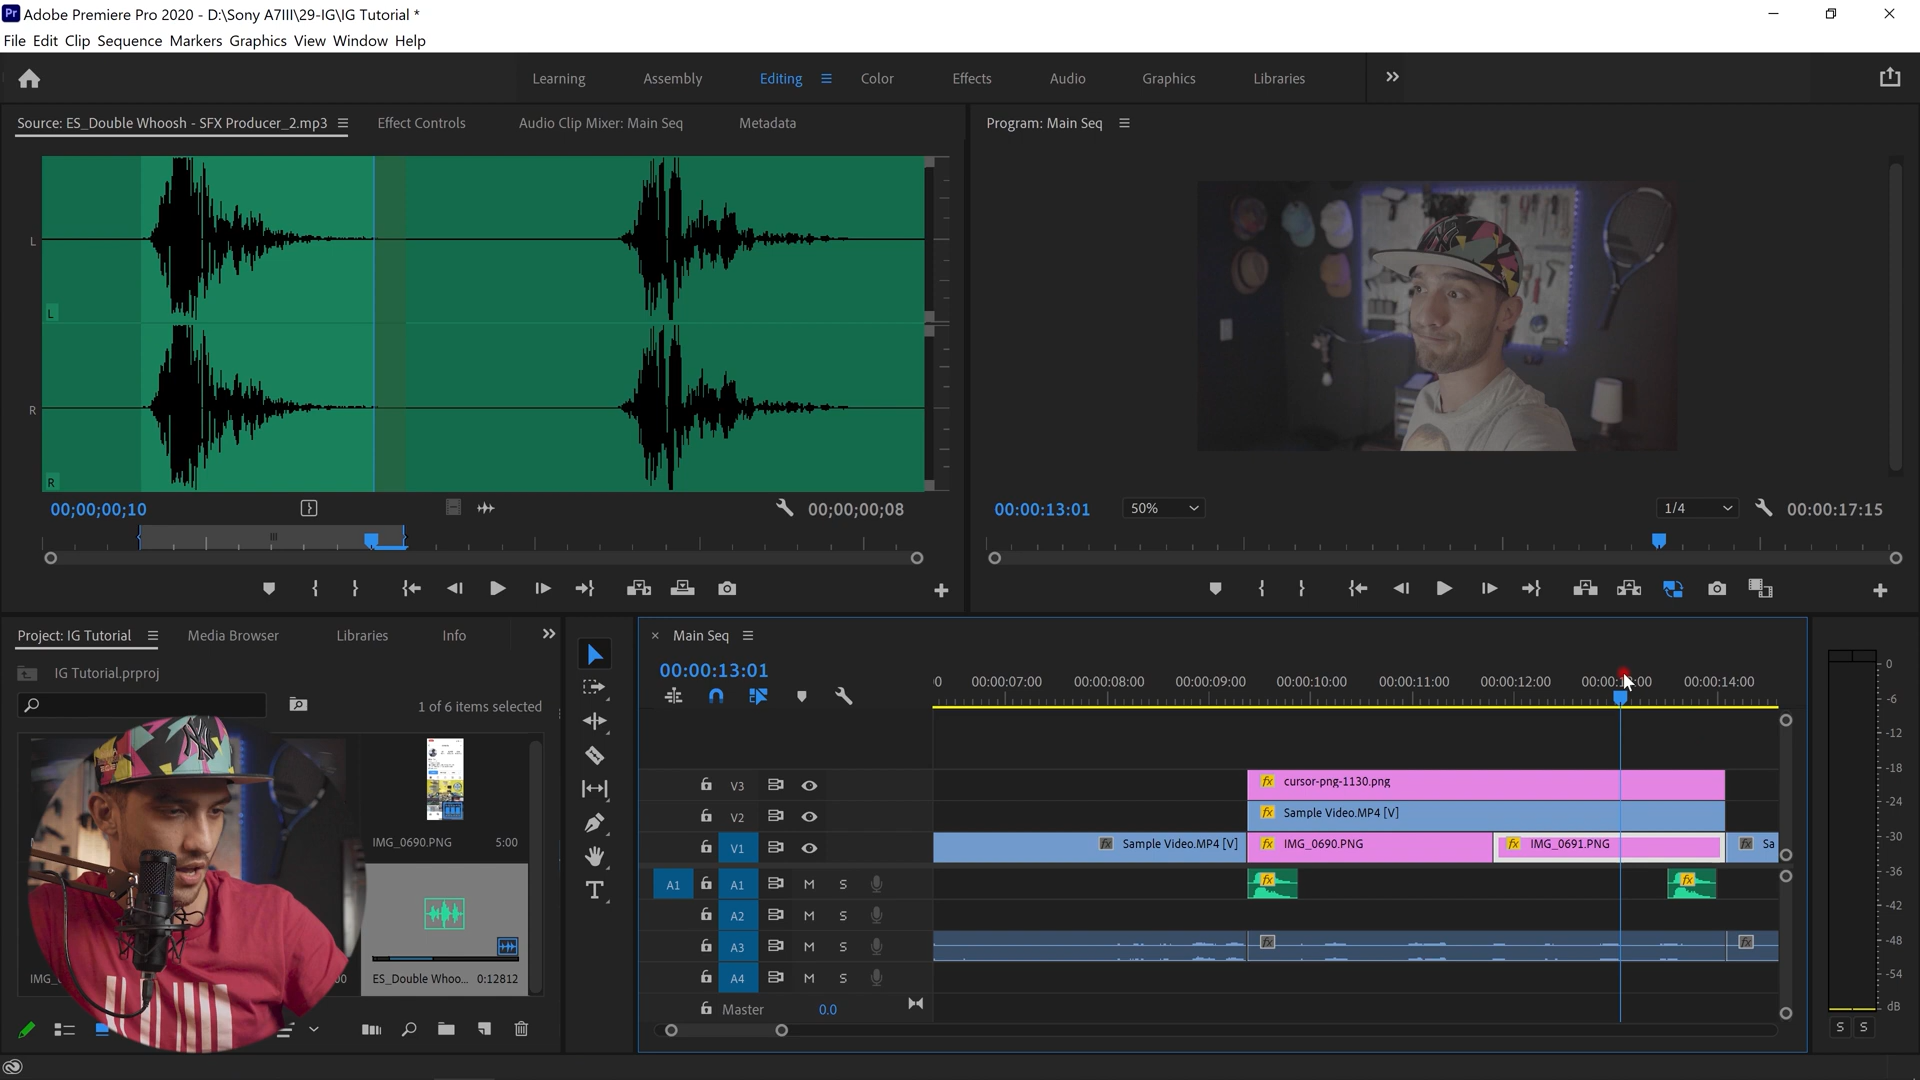 Pr Adobe Premiere Pro 2020 - D:\Sony A7III\29-IG\IG Tutorial *
File Edit Clip Sequence Markers Graphics View Window Help
Learning Assembly Editing Color Effects Audio Graphics Libraries
Source: ES_Double Whoosh - SFX Producer_2.mp3 Effect Controls Audio Clip Mixer: Main Seq Metadata
Program: Main Seq
L
L
R
R
00;00;00;10 00;00;00;08
00:00:13:01 50% 1/4 00:00:17:15
Project: IG Tutorial Media Browser Libraries Info
IG Tutorial.prproj
1 of 6 items selected
IMG_0690.PNG 5:00
ES_Double Whoo... 0:12812
Main Seq
00:00:13:01
00:00:07:00 00:00:08:00 00:00:09:00 00:00:10:00 00:00:11:00 00:00:12:00 00:00:14:00
V3 cursor-png-1130.png
V2 Sample Video.MP4 [V]
V1 Sample Video.MP4 [V] IMG_0690.PNG IMG_0691.PNG Sa
A1 A1 M S
A2 M S
A3 M S
A4 M S
Master 0.0
0
-6
-12
-18
-24
-30
-36
-42
-48
-54
dB
S S